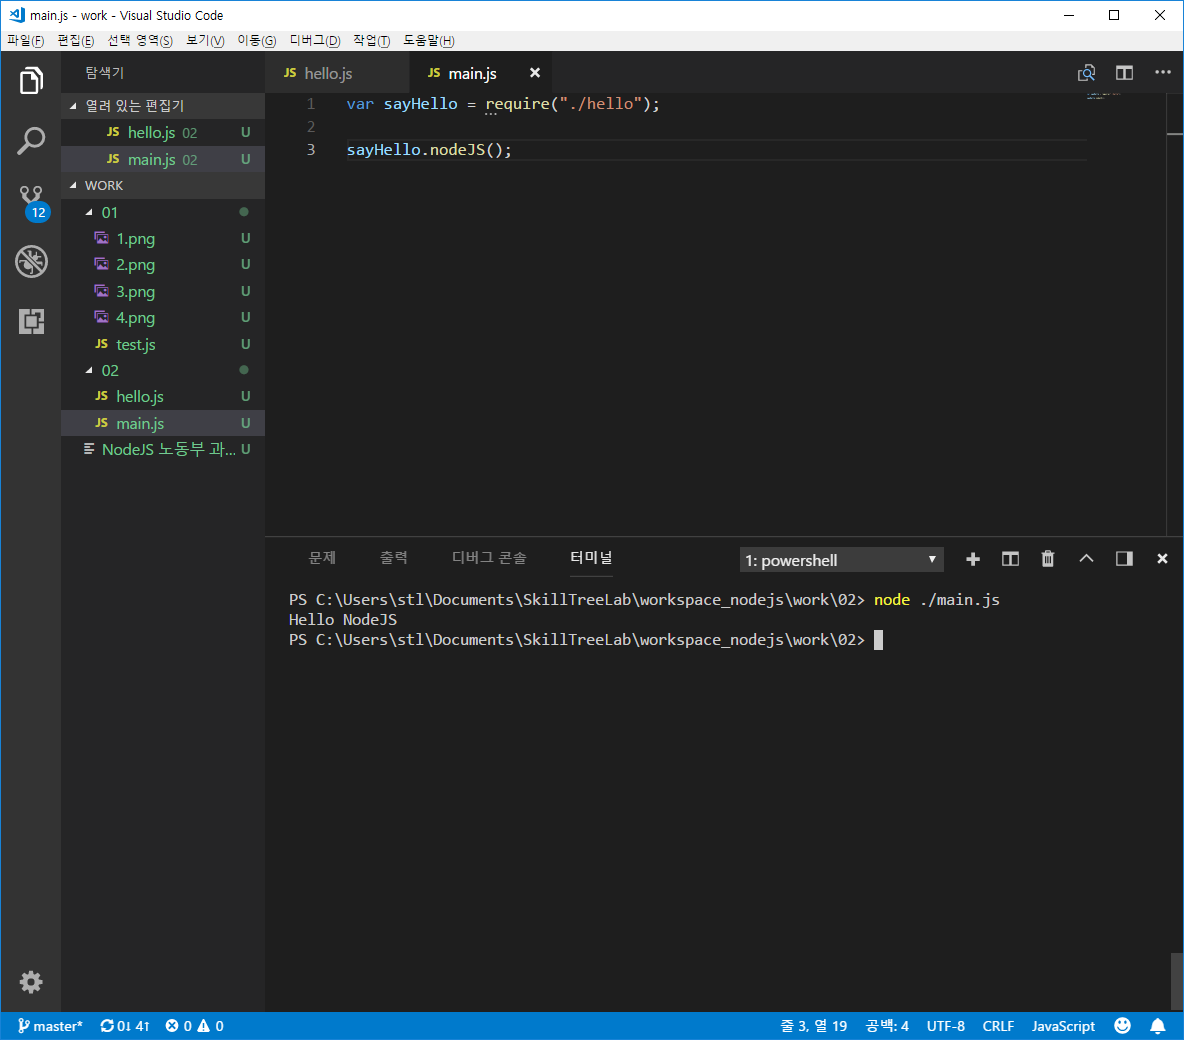 main.js - work - Visual Studio Code
파일(F) 편집(E) 선택 영역(S) 보기(V) 이동(G) 디버그(D) 작업(T) 도움말(H)
탐색기
열려 있는 편집기
JS hello.js 02 U
JS main.js 02 U
WORK
01
1.png U
2.png U
3.png U
4.png U
JS test.js U
02
JS hello.js U
JS main.js U
NodeJS 노동부 과... U
12
JS hello.js
JS main.js
1 var sayHello = require("./hello");
2
3 sayHello.nodeJS();
문제 출력 디버그 콘솔 터미널
1: powershell
PS C:\Users\stl\Documents\SkillTreeLab\workspace_nodejs\work\02> node ./main.js
Hello NodeJS
PS C:\Users\stl\Documents\SkillTreeLab\workspace_nodejs\work\02>
master* 0↓ 4↑ 0 0 줄 3, 열 19 공백: 4 UTF-8 CRLF JavaScript